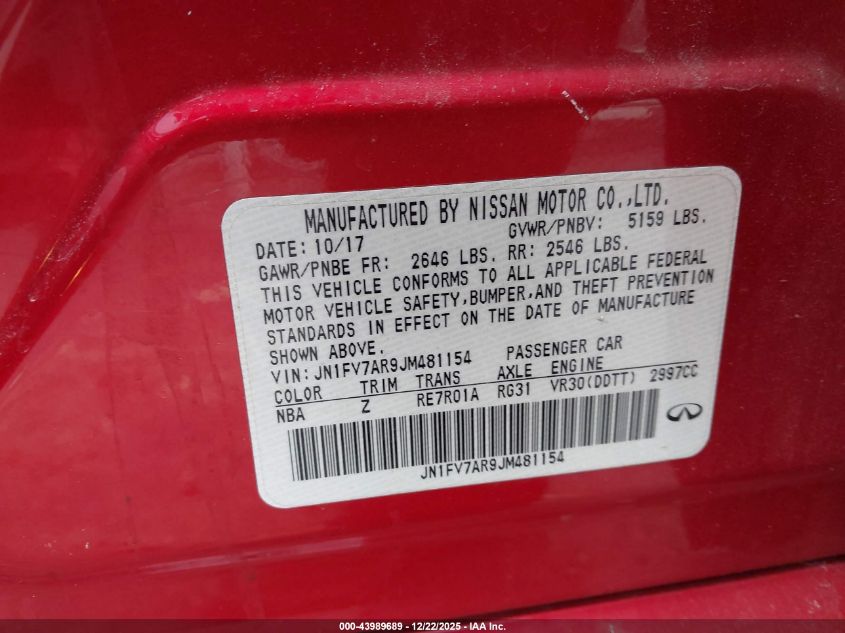 MANUFACTURED BY NISSAN MOTOR CO.,LTD.
DATE: 10/17 GVWR/PNBV: 5159 LBS.
GAWR/PNBE FR: 2646 LBS. RR: 2546 LBS.
THIS VEHICLE CONFORMS TO ALL APPLICABLE FEDERAL
MOTOR VEHICLE SAFETY,BUMPER,AND THEFT PREVENTION
STANDARDS IN EFFECT ON THE DATE OF MANUFACTURE
SHOWN ABOVE.
VIN: JN1FV7AR9JM481154 PASSENGER CAR
COLOR TRIM TRANS AXLE ENGINE
NBA Z RE7R01A RG31 VR30(DDTT) 2997CC
JN1FV7AR9JM481154
000-43989689 - 12/22/2025 - IAA Inc.